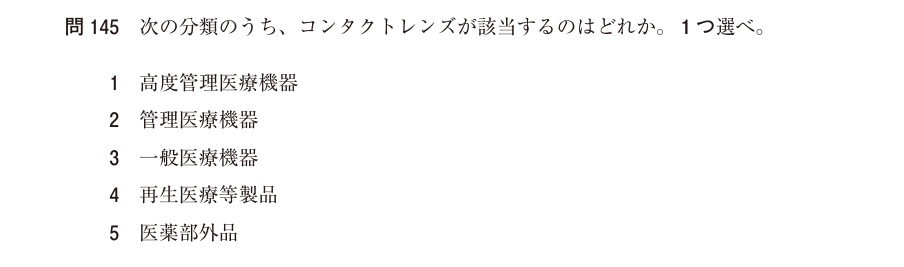 問 145 次の分類のうち、コンタクトレンズが該当するのはどれか。1つ選べ。
1 高度管理医療機器
2 管理医療機器
3 一般医療機器
4 再生医療等製品
5 医薬部外品